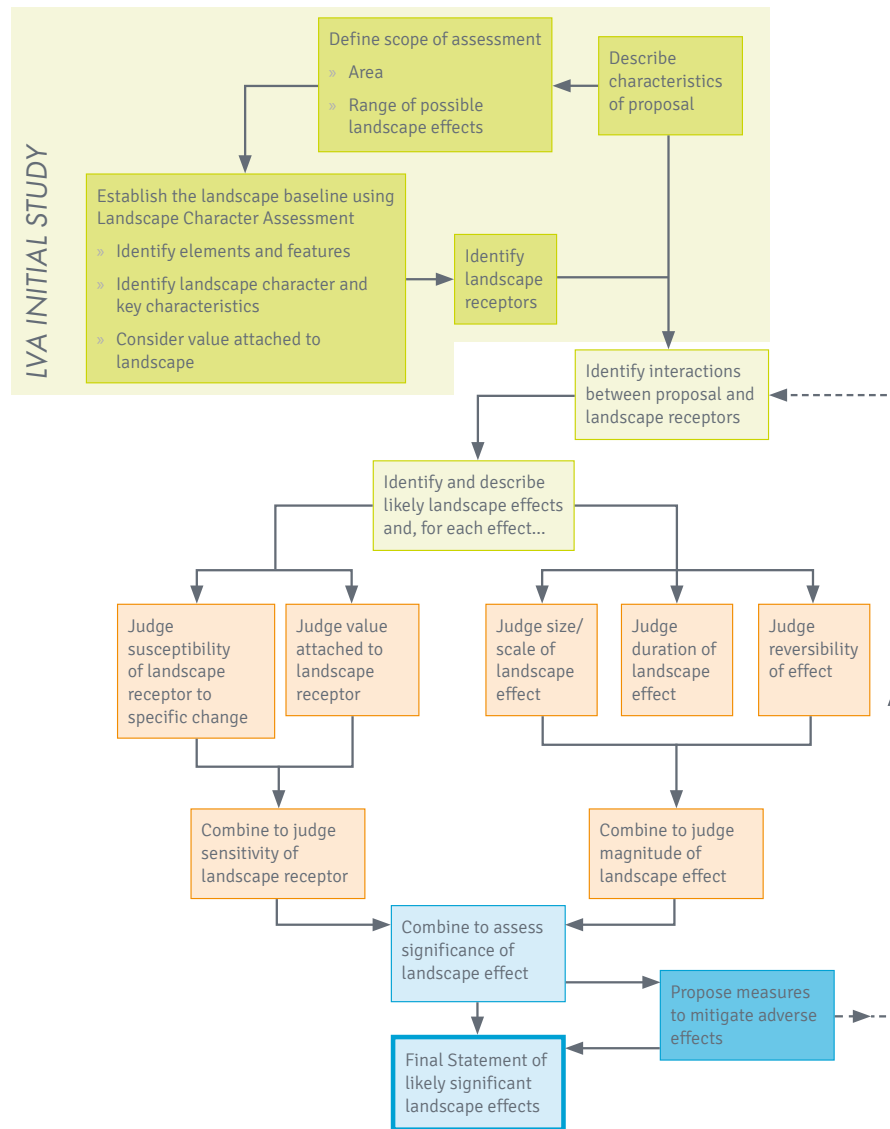 LVA INITIAL STUDY
Define scope of assessment
» Area
» Range of possible
landscape effects
Describe
characteristics
of proposal
Establish the landscape baseline using
Landscape Character Assessment
» Identify elements and features
» Identify landscape character and
key characteristics
» Consider value attached to
landscape
Identify
landscape
receptors
Identify interactions
between proposal and
landscape receptors
Identify and describe
likely landscape effects
and, for each effect...
Judge
susceptibility
of landscape
receptor to
specific change
Judge value
attached to
landscape
receptor
Judge size/
scale of
landscape
effect
Judge
duration of
landscape
effect
Judge
reversibility
of effect
Combine to judge
sensitivity of
landscape receptor
Combine to judge
magnitude of
landscape effect
Combine to assess
significance of
landscape effect
Propose measures
to mitigate adverse
effects
Final Statement of
likely significant
landscape effects